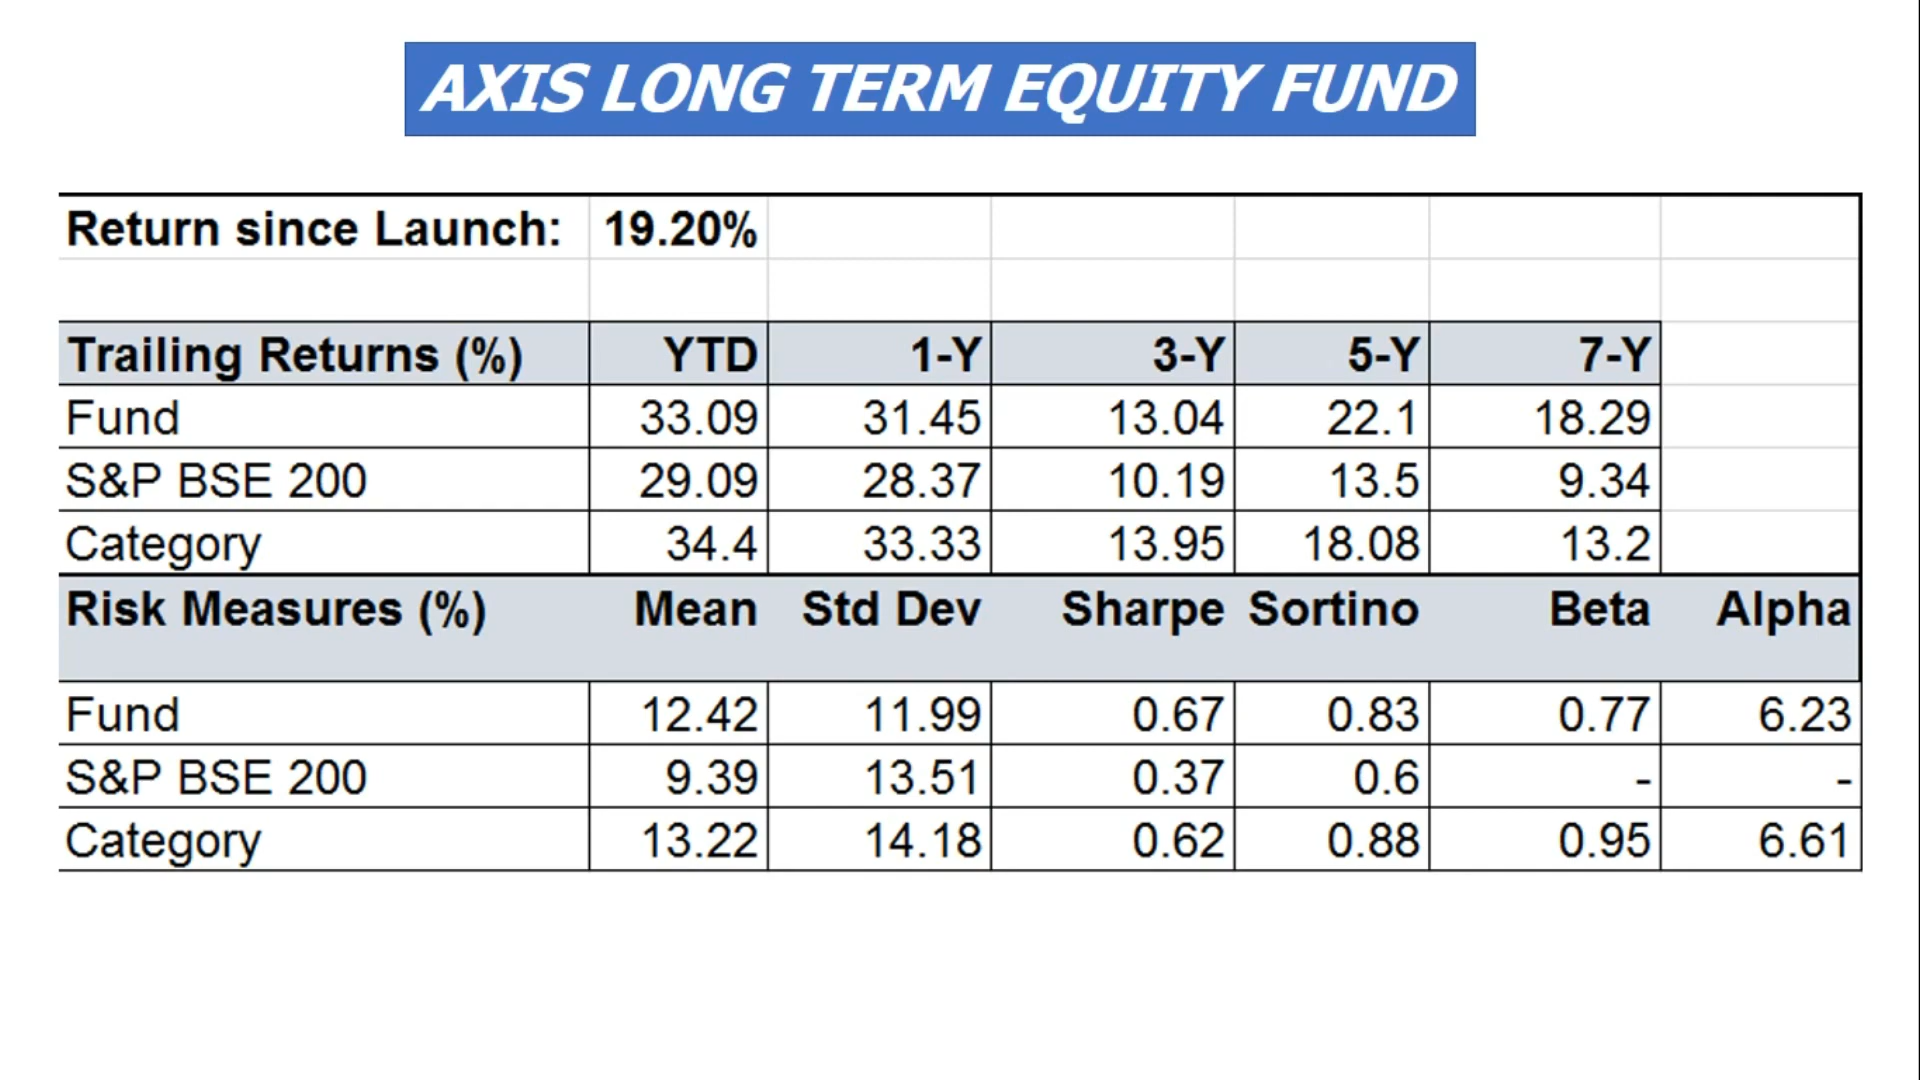 AXIS LONG TERM EQUITY FUND
Return since Launch: 19.20%
Trailing Returns (%) YTD 1-Y 3-Y 5-Y 7-Y
Fund 33.09 31.45 13.04 22.1 18.29
S&P BSE 200 29.09 28.37 10.19 13.5 9.34
Category 34.4 33.33 13.95 18.08 13.2
Risk Measures (%) Mean Std Dev Sharpe Sortino Beta Alpha
Fund 12.42 11.99 0.67 0.83 0.77 6.23
S&P BSE 200 9.39 13.51 0.37 0.6 - -
Category 13.22 14.18 0.62 0.88 0.95 6.61